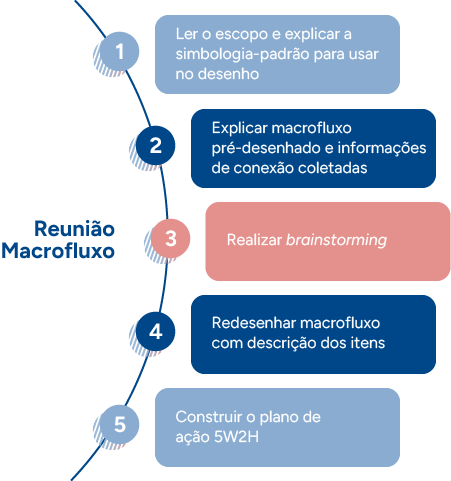 1
Ler o escopo e explicar a
simbologia-padrão para usar
no desenho
2
Explicar macrofluxo
pré-desenhado e informações
de conexão coletadas
Reunião
Macrofluxo
3
Realizar brainstorming
4
Redesenhar macrofluxo
com descrição dos itens
5
Construir o plano de
ação 5W2H